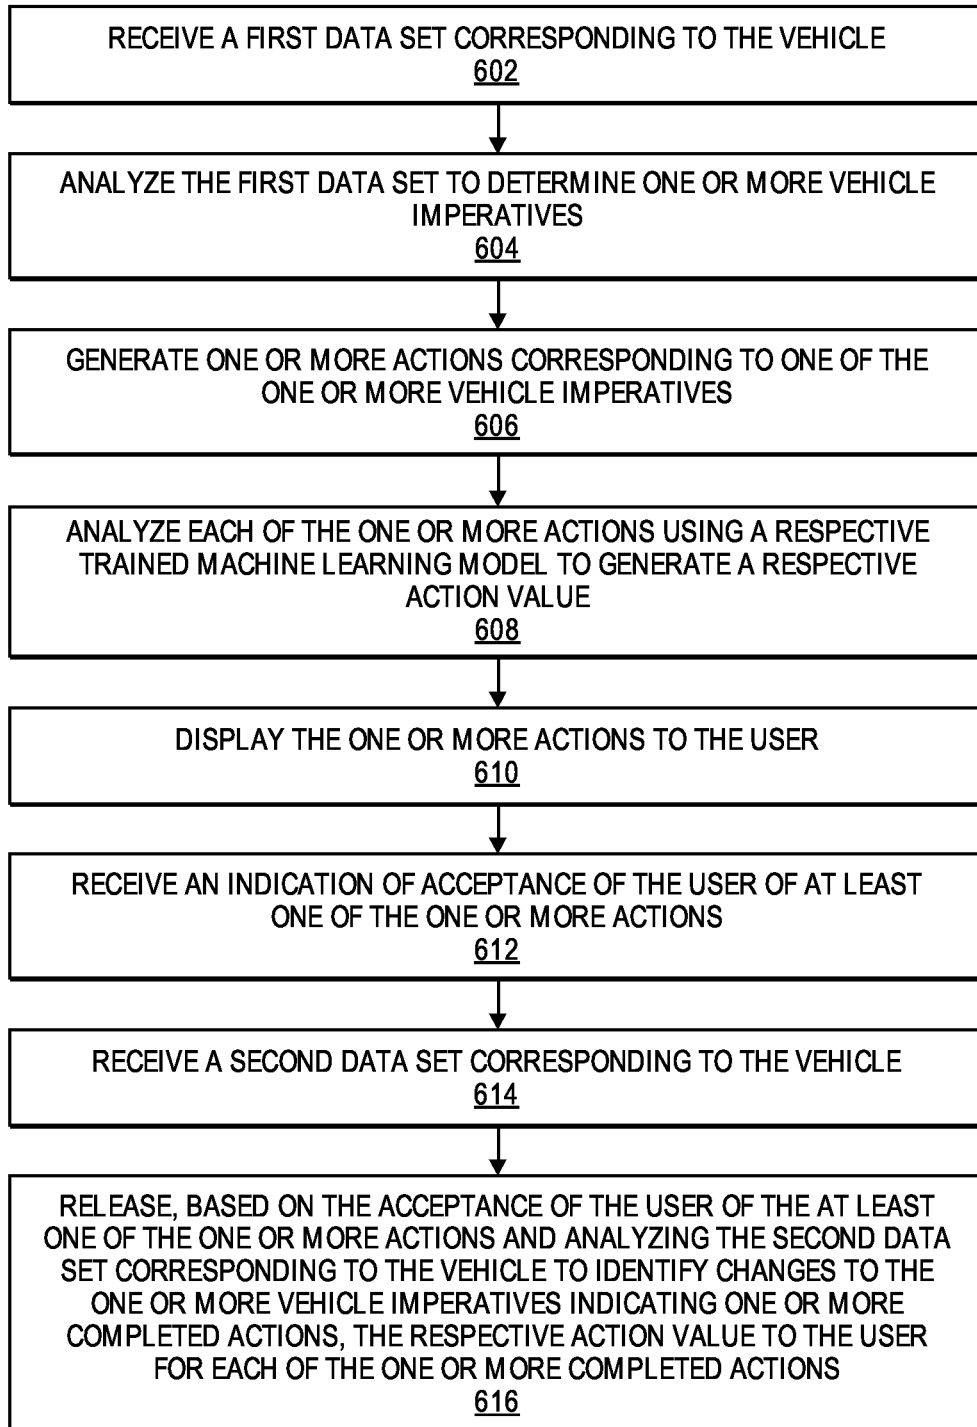 RECEIVE A FIRST DATA SET CORRESPONDING TO THE VEHICLE
602
ANALYZE THE FIRST DATA SET TO DETERMINE ONE OR MORE VEHICLE
IMPERATIVES
604
GENERATE ONE OR MORE ACTIONS CORRESPONDING TO ONE OF THE
ONE OR MORE VEHICLE IMPERATIVES
606
ANALYZE EACH OF THE ONE OR MORE ACTIONS USING A RESPECTIVE
TRAINED MACHINE LEARNING MODEL TO GENERATE A RESPECTIVE
ACTION VALUE
608
DISPLAY THE ONE OR MORE ACTIONS TO THE USER
610
RECEIVE AN INDICATION OF ACCEPTANCE OF THE USER OF AT LEAST
ONE OF THE ONE OR MORE ACTIONS
612
RECEIVE A SECOND DATA SET CORRESPONDING TO THE VEHICLE
614
RELEASE, BASED ON THE ACCEPTANCE OF THE USER OF THE AT LEAST
ONE OF THE ONE OR MORE ACTIONS AND ANALYZING THE SECOND DATA
SET CORRESPONDING TO THE VEHICLE TO IDENTIFY CHANGES TO THE
ONE OR MORE VEHICLE IMPERATIVES INDICATING ONE OR MORE
COMPLETED ACTIONS, THE RESPECTIVE ACTION VALUE TO THE USER
FOR EACH OF THE ONE OR MORE COMPLETED ACTIONS
616